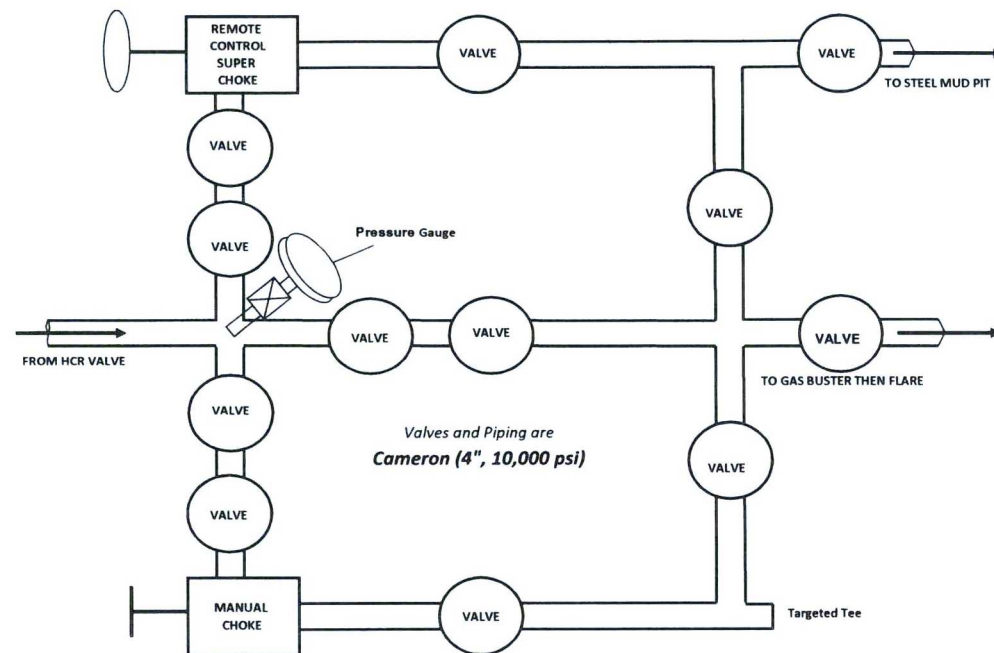 REMOTE
CONTROL
SUPER
CHOKE
VALVE
VALVE
TO STEEL MUD PIT
VALVE
VALVE
VALVE
Pressure Gauge
FROM HCR VALVE
VALVE
VALVE
VALVE
TO GAS BUSTER THEN FLARE
VALVE
Valves and Piping are
Cameron (4", 10,000 psi)
VALVE
VALVE
MANUAL
CHOKE
VALVE
Targeted Tee